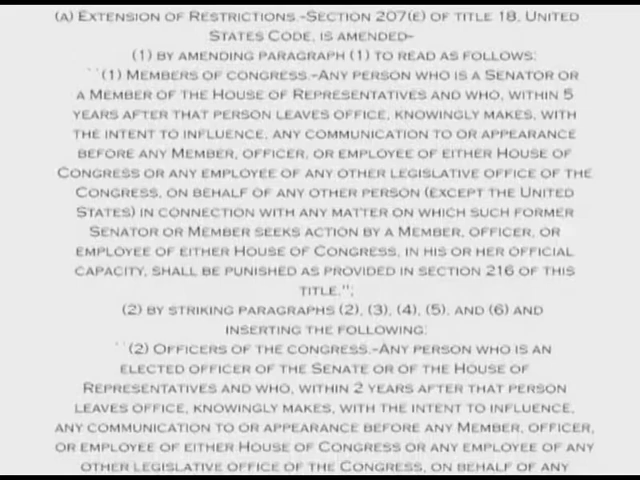 (A) EXTENSION OF RESTRICTIONS.-SECTION 207(E) OF TITLE 18, UNITED
STATES CODE, IS AMENDED-
(1) BY AMENDING PARAGRAPH (1) TO READ AS FOLLOWS:
``(1) MEMBERS OF CONGRESS.-ANY PERSON WHO IS A SENATOR OR
A MEMBER OF THE HOUSE OF REPRESENTATIVES AND WHO, WITHIN 5
YEARS AFTER THAT PERSON LEAVES OFFICE, KNOWINGLY MAKES, WITH
THE INTENT TO INFLUENCE, ANY COMMUNICATION TO OR APPEARANCE
BEFORE ANY MEMBER, OFFICER, OR EMPLOYEE OF EITHER HOUSE OF
CONGRESS OR ANY EMPLOYEE OF ANY OTHER LEGISLATIVE OFFICE OF THE
CONGRESS, ON BEHALF OF ANY OTHER PERSON (EXCEPT THE UNITED
STATES) IN CONNECTION WITH ANY MATTER ON WHICH SUCH FORMER
SENATOR OR MEMBER SEEKS ACTION BY A MEMBER, OFFICER, OR
EMPLOYEE OF EITHER HOUSE OF CONGRESS, IN HIS OR HER OFFICIAL
CAPACITY, SHALL BE PUNISHED AS PROVIDED IN SECTION 216 OF THIS
TITLE.'';
(2) BY STRIKING PARAGRAPHS (2), (3), (4), (5), AND (6) AND
INSERTING THE FOLLOWING:
``(2) OFFICERS OF THE CONGRESS.-ANY PERSON WHO IS AN
ELECTED OFFICER OF THE SENATE OR OF THE HOUSE OF
REPRESENTATIVES AND WHO, WITHIN 2 YEARS AFTER THAT PERSON
LEAVES OFFICE, KNOWINGLY MAKES, WITH THE INTENT TO INFLUENCE,
ANY COMMUNICATION TO OR APPEARANCE BEFORE ANY MEMBER, OFFICER,
OR EMPLOYEE OF EITHER HOUSE OF CONGRESS OR ANY EMPLOYEE OF ANY
OTHER LEGISLATIVE OFFICE OF THE CONGRESS, ON BEHALF OF ANY